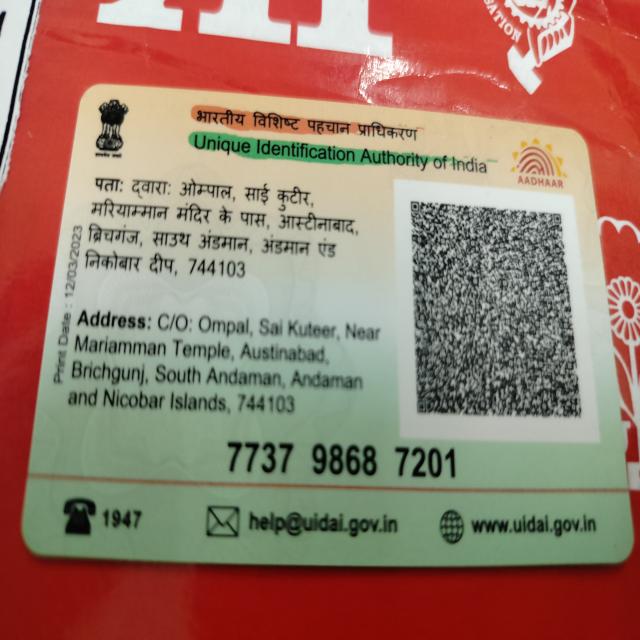 भारतीय विशिष्ट पहचान प्राधिकरण
Unique Identification Authority of India
AADHAAR
पता: द्वारा: ओम्पाल, साई कुटीर,
मरियाम्मान मंदिर के पास, आस्टीनाबाद,
ब्रिचगंज, साउथ अंडमान, अंडमान एंड
निकोबार दीप, 744103
Print Date : 12/03/2023
Address: C/O: Ompal, Sai Kuteer, Near
Mariamman Temple, Austinabad,
Brichgunj, South Andaman, Andaman
and Nicobar Islands, 744103
7737 9868 7201
1947
help@uidai.gov.in
www.uidai.gov.in